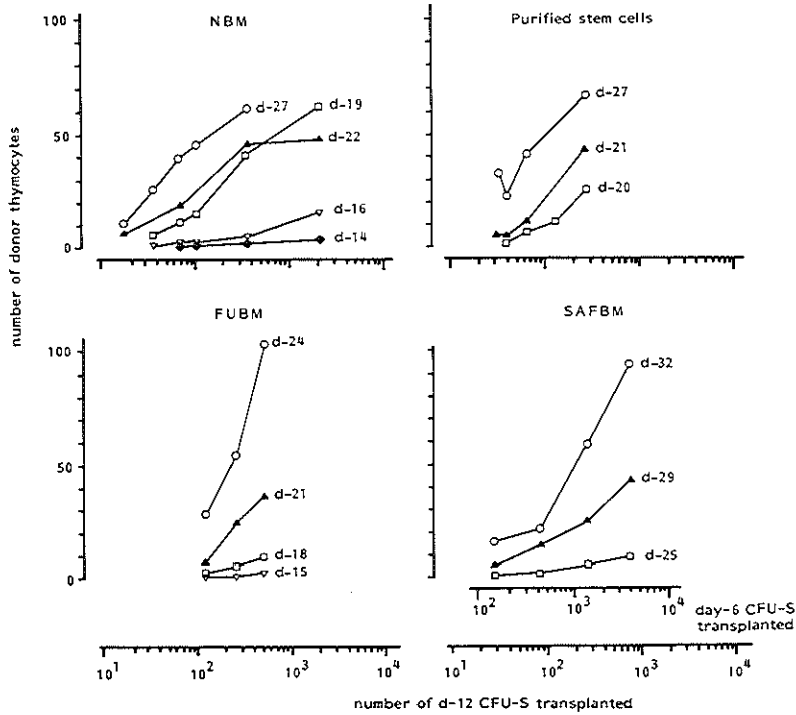 NBM
Purified stem cells
number of donor thymocytes
100
50
0
d-27
d-19
d-22
d-16
d-14
d-27
d-21
d-20
FUBM
SAFBM
100
50
0
d-24
d-21
d-18
d-15
d-32
d-29
d-25
10² 10³ 10⁴
day-6 CFU-S
transplanted
10¹ 10² 10³ 10⁴
10¹ 10² 10³ 10⁴
number of d-12 CFU-S transplanted